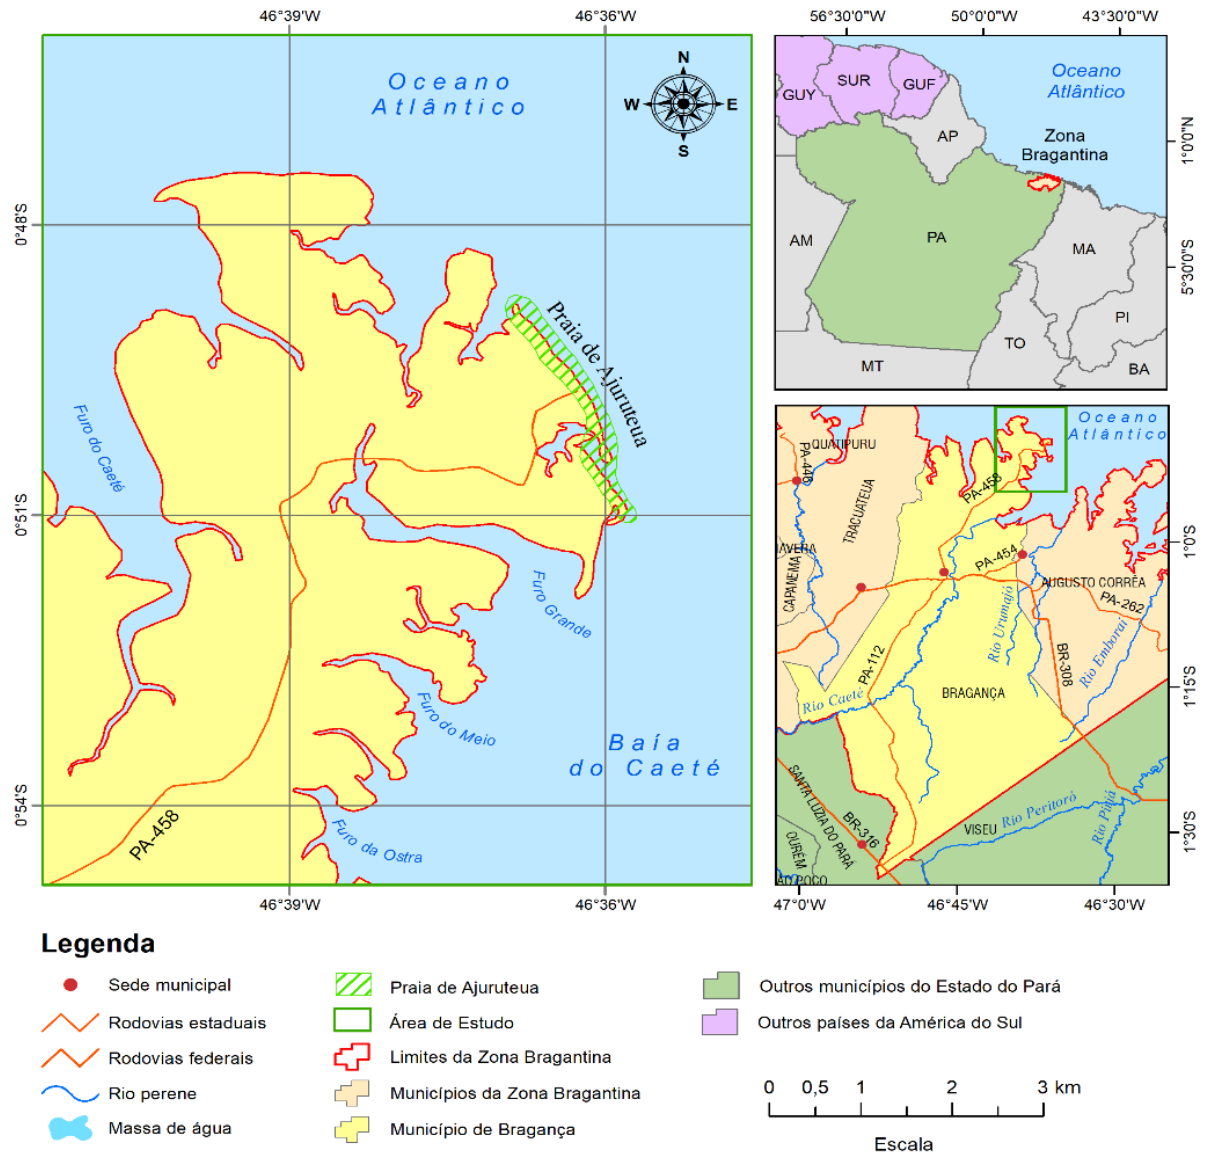 46°39'W
46°36'W
56°30'0"W
50°0'0"W
43°30'0"W
Oceano
Atlântico
N
W
E
S
0°48'S
0°51'S
0°54'S
Praia de Ajuruteua
Furo do Caeté
Furo Grande
Furo do Meio
Baía
do Caeté
Furo da Ostra
PA-458
46°39'W
46°36'W
GUY
SUR
GUF
Oceano
Atlântico
AP
Zona
Bragantina
AM
PA
MA
PI
TO
MT
BA
1°0'0"N
5°30'0"S
Oceano
Atlântico
QUATIPURU
PA-446
TRACUATEUA
PA-458
AVERA
CAPANEMA
PA-454
AUGUSTO CORRÊA
PA-262
Rio Urumajó
Rio Emboraí
BR-308
PA-112
Rio Caeté
BRAGANÇA
SANTA LUZIA DO PARÁ
BR-316
VISEU
Rio Peritoró
Rio Piriá
OURÉM
ÃO POÇO
1°0'S
1°15'S
1°30'S
47°0'W
46°45'W
46°30'W
Legenda
Sede municipal
Rodovias estaduais
Rodovias federais
Rio perene
Massa de água
Praia de Ajuruteua
Área de Estudo
Limites da Zona Bragantina
Municípios da Zona Bragantina
Município de Bragança
Outros municípios do Estado do Pará
Outros países da América do Sul
0 0,5 1 2 3 km
Escala